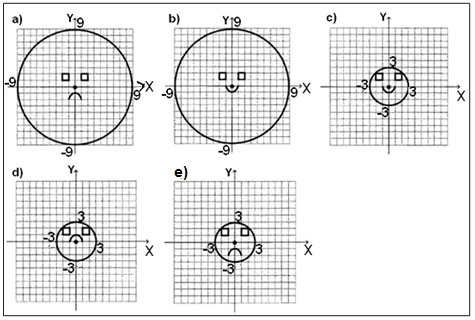 a) Y 9
-9 9 X
-9
b) Y 9
-9 9 X
-9
c) Y
3
-3 3 X
-3
d) Y
3
-3 3 X
-3
e) Y
3
-3 3 X
-3